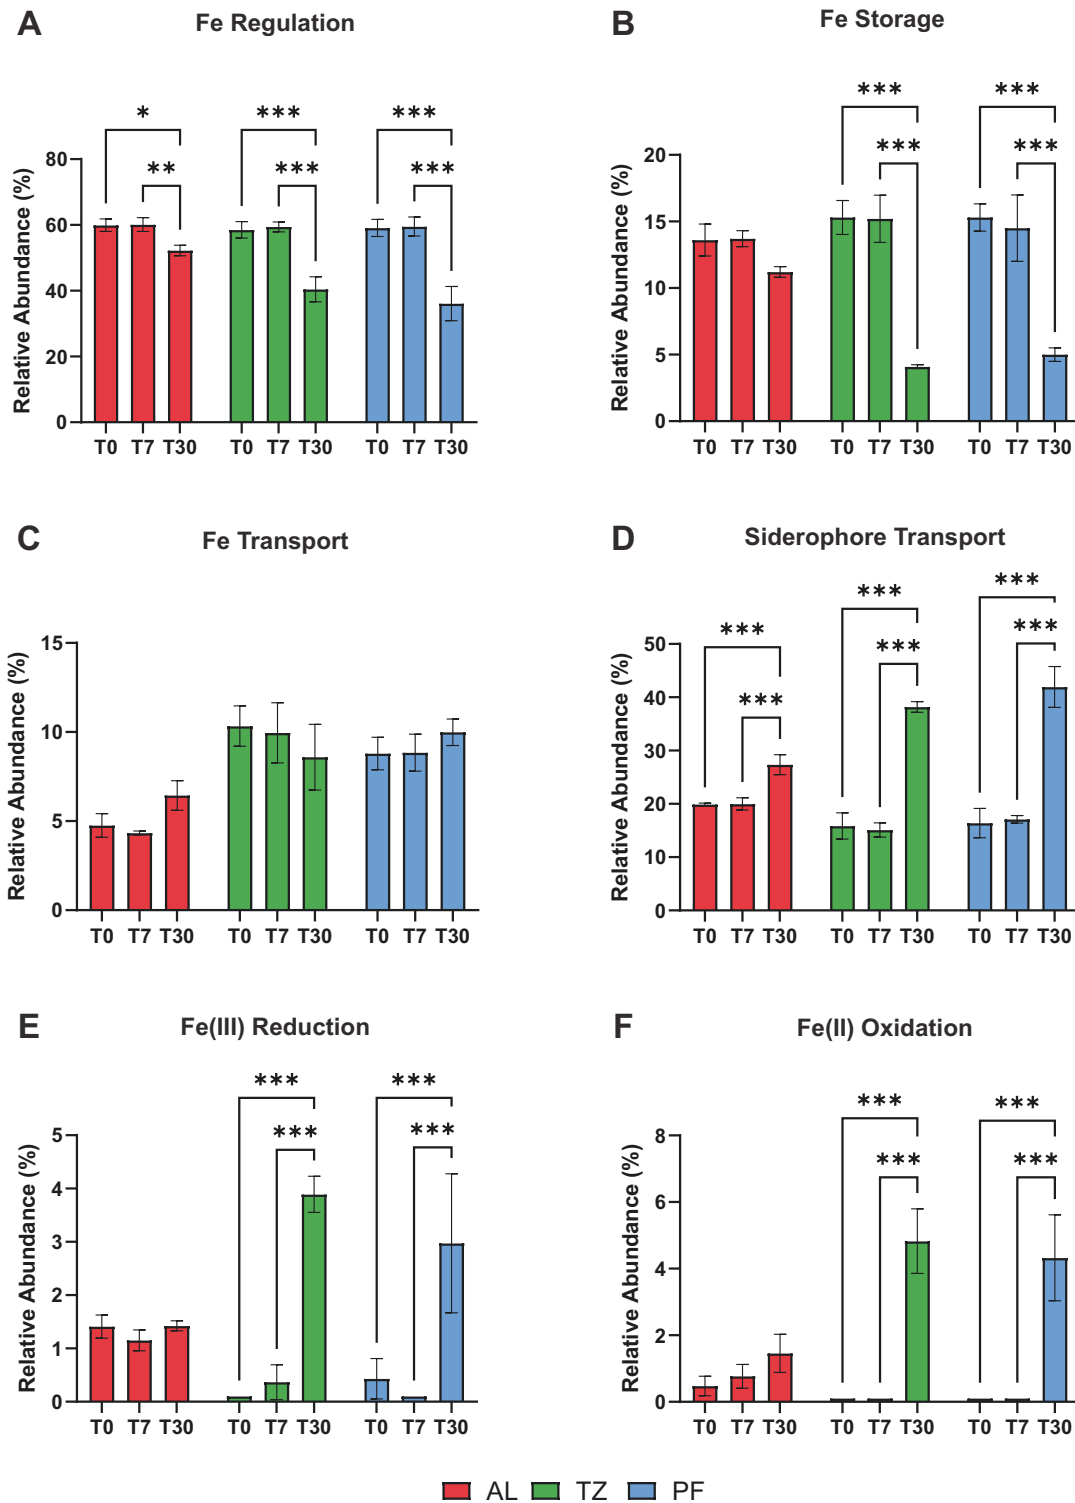 A Fe Regulation
* *** ***
** *** ***
Relative Abundance (%)
80
60
40
20
0
T0 T7 T30 T0 T7 T30 T0 T7 T30
B Fe Storage
*** ***
*** ***
Relative Abundance (%)
20
15
10
5
0
T0 T7 T30 T0 T7 T30 T0 T7 T30
C Fe Transport
Relative Abundance (%)
15
10
5
0
T0 T7 T30 T0 T7 T30 T0 T7 T30
D Siderophore Transport
*** *** ***
*** *** ***
Relative Abundance (%)
50
40
30
20
10
0
T0 T7 T30 T0 T7 T30 T0 T7 T30
E Fe(III) Reduction
*** ***
*** ***
Relative Abundance (%)
5
4
3
2
1
0
T0 T7 T30 T0 T7 T30 T0 T7 T30
F Fe(II) Oxidation
*** ***
*** ***
Relative Abundance (%)
8
6
4
2
0
T0 T7 T30 T0 T7 T30 T0 T7 T30
AL TZ PF